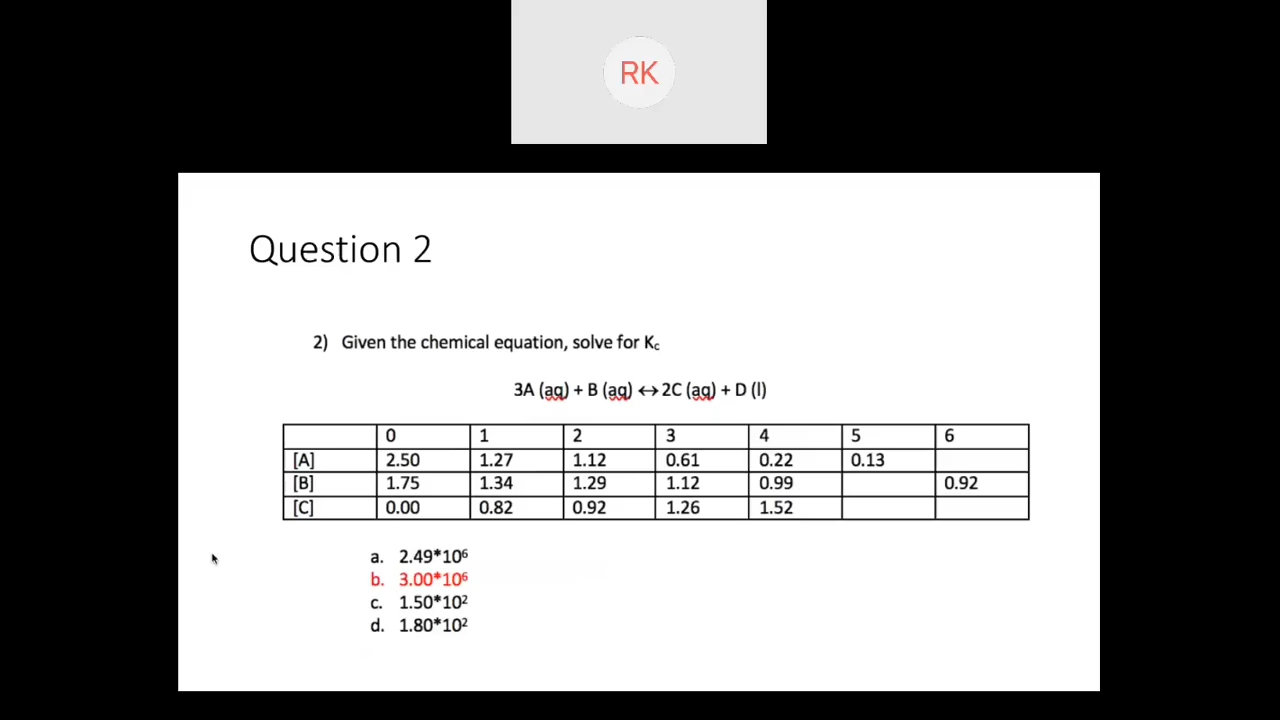 RK
Question 2
2) Given the chemical equation, solve for Kc
3A (aq) + B (aq) ↔ 2C (aq) + D (l)
0 1 2 3 4 5 6
[A] 2.50 1.27 1.12 0.61 0.22 0.13
[B] 1.75 1.34 1.29 1.12 0.99 0.92
[C] 0.00 0.82 0.92 1.26 1.52
a. 2.49*10⁶
b. 3.00*10⁶
c. 1.50*10²
d. 1.80*10²